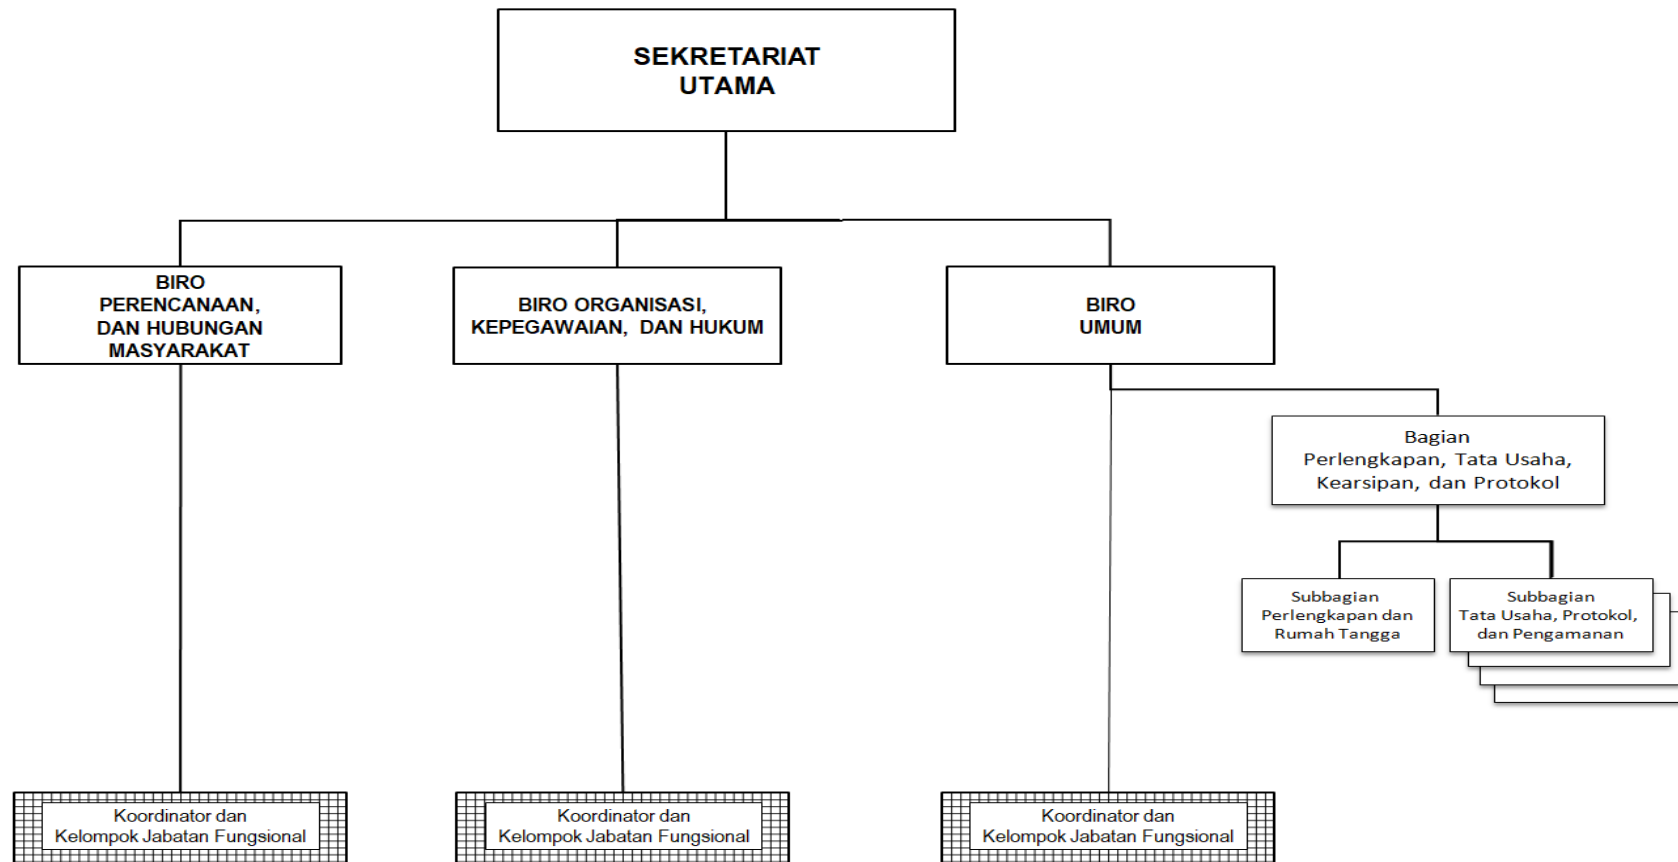 SEKRETARIAT
UTAMA
BIRO
PERENCANAAN,
DAN HUBUNGAN
MASYARAKAT
BIRO ORGANISASI,
KEPEGAWAIAN, DAN HUKUM
BIRO
UMUM
Bagian
Perlengkapan, Tata Usaha,
Kearsipan, dan Protokol
Subbagian
Perlengkapan dan
Rumah Tangga
Subbagian
Tata Usaha, Protokol,
dan Pengamanan
Koordinator dan
Kelompok Jabatan Fungsional
Koordinator dan
Kelompok Jabatan Fungsional
Koordinator dan
Kelompok Jabatan Fungsional